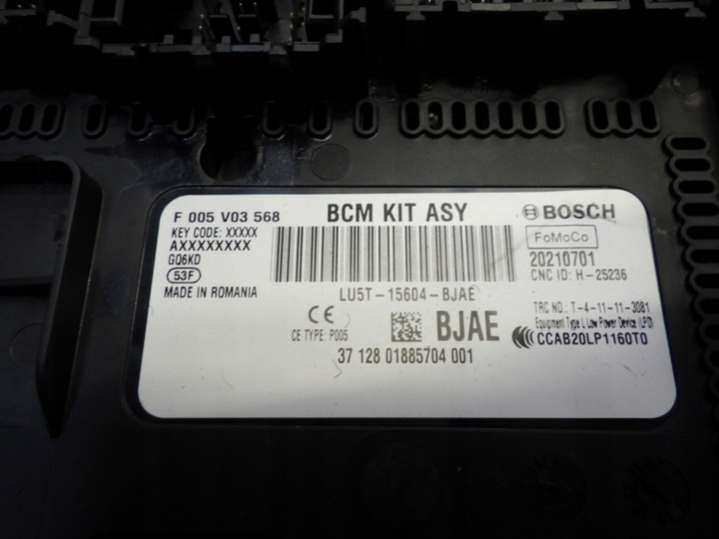 F 005 V03 568
BCM KIT ASY
BOSCH
KEY CODE: XXXXX
AXXXXXXXX
GQ6KD
53F
MADE IN ROMANIA
FoMoCo
20210701
CNC ID: H-25236
LU5T-15604-BJAE
CE
CE TYPE: P005
BJAE
37 128 01885704 001
TRC NO.: T-4-11-11-3081
Equipment Type L Low Power Device (LPD)
CCAB20LP1160T0